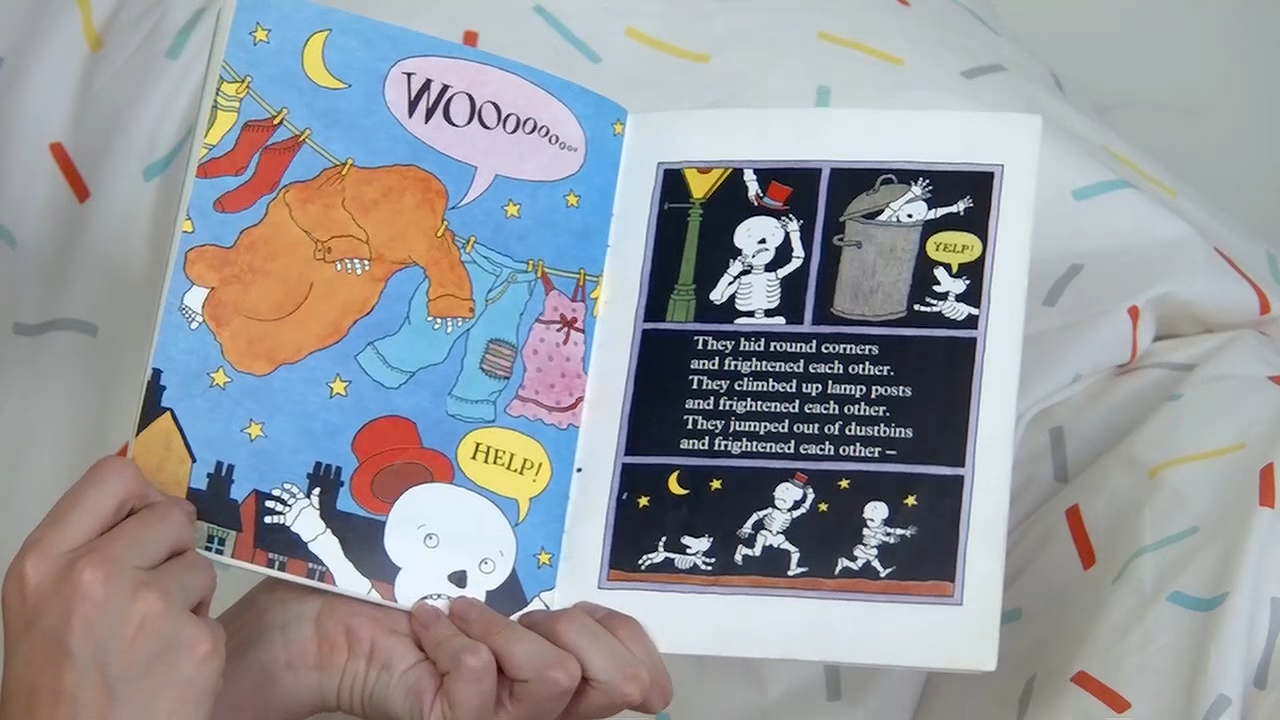 WOOoooooo...
HELP!
YELP!
They hid round corners
and frightened each other.
They climbed up lamp posts
and frightened each other.
They jumped out of dustbins
and frightened each other –